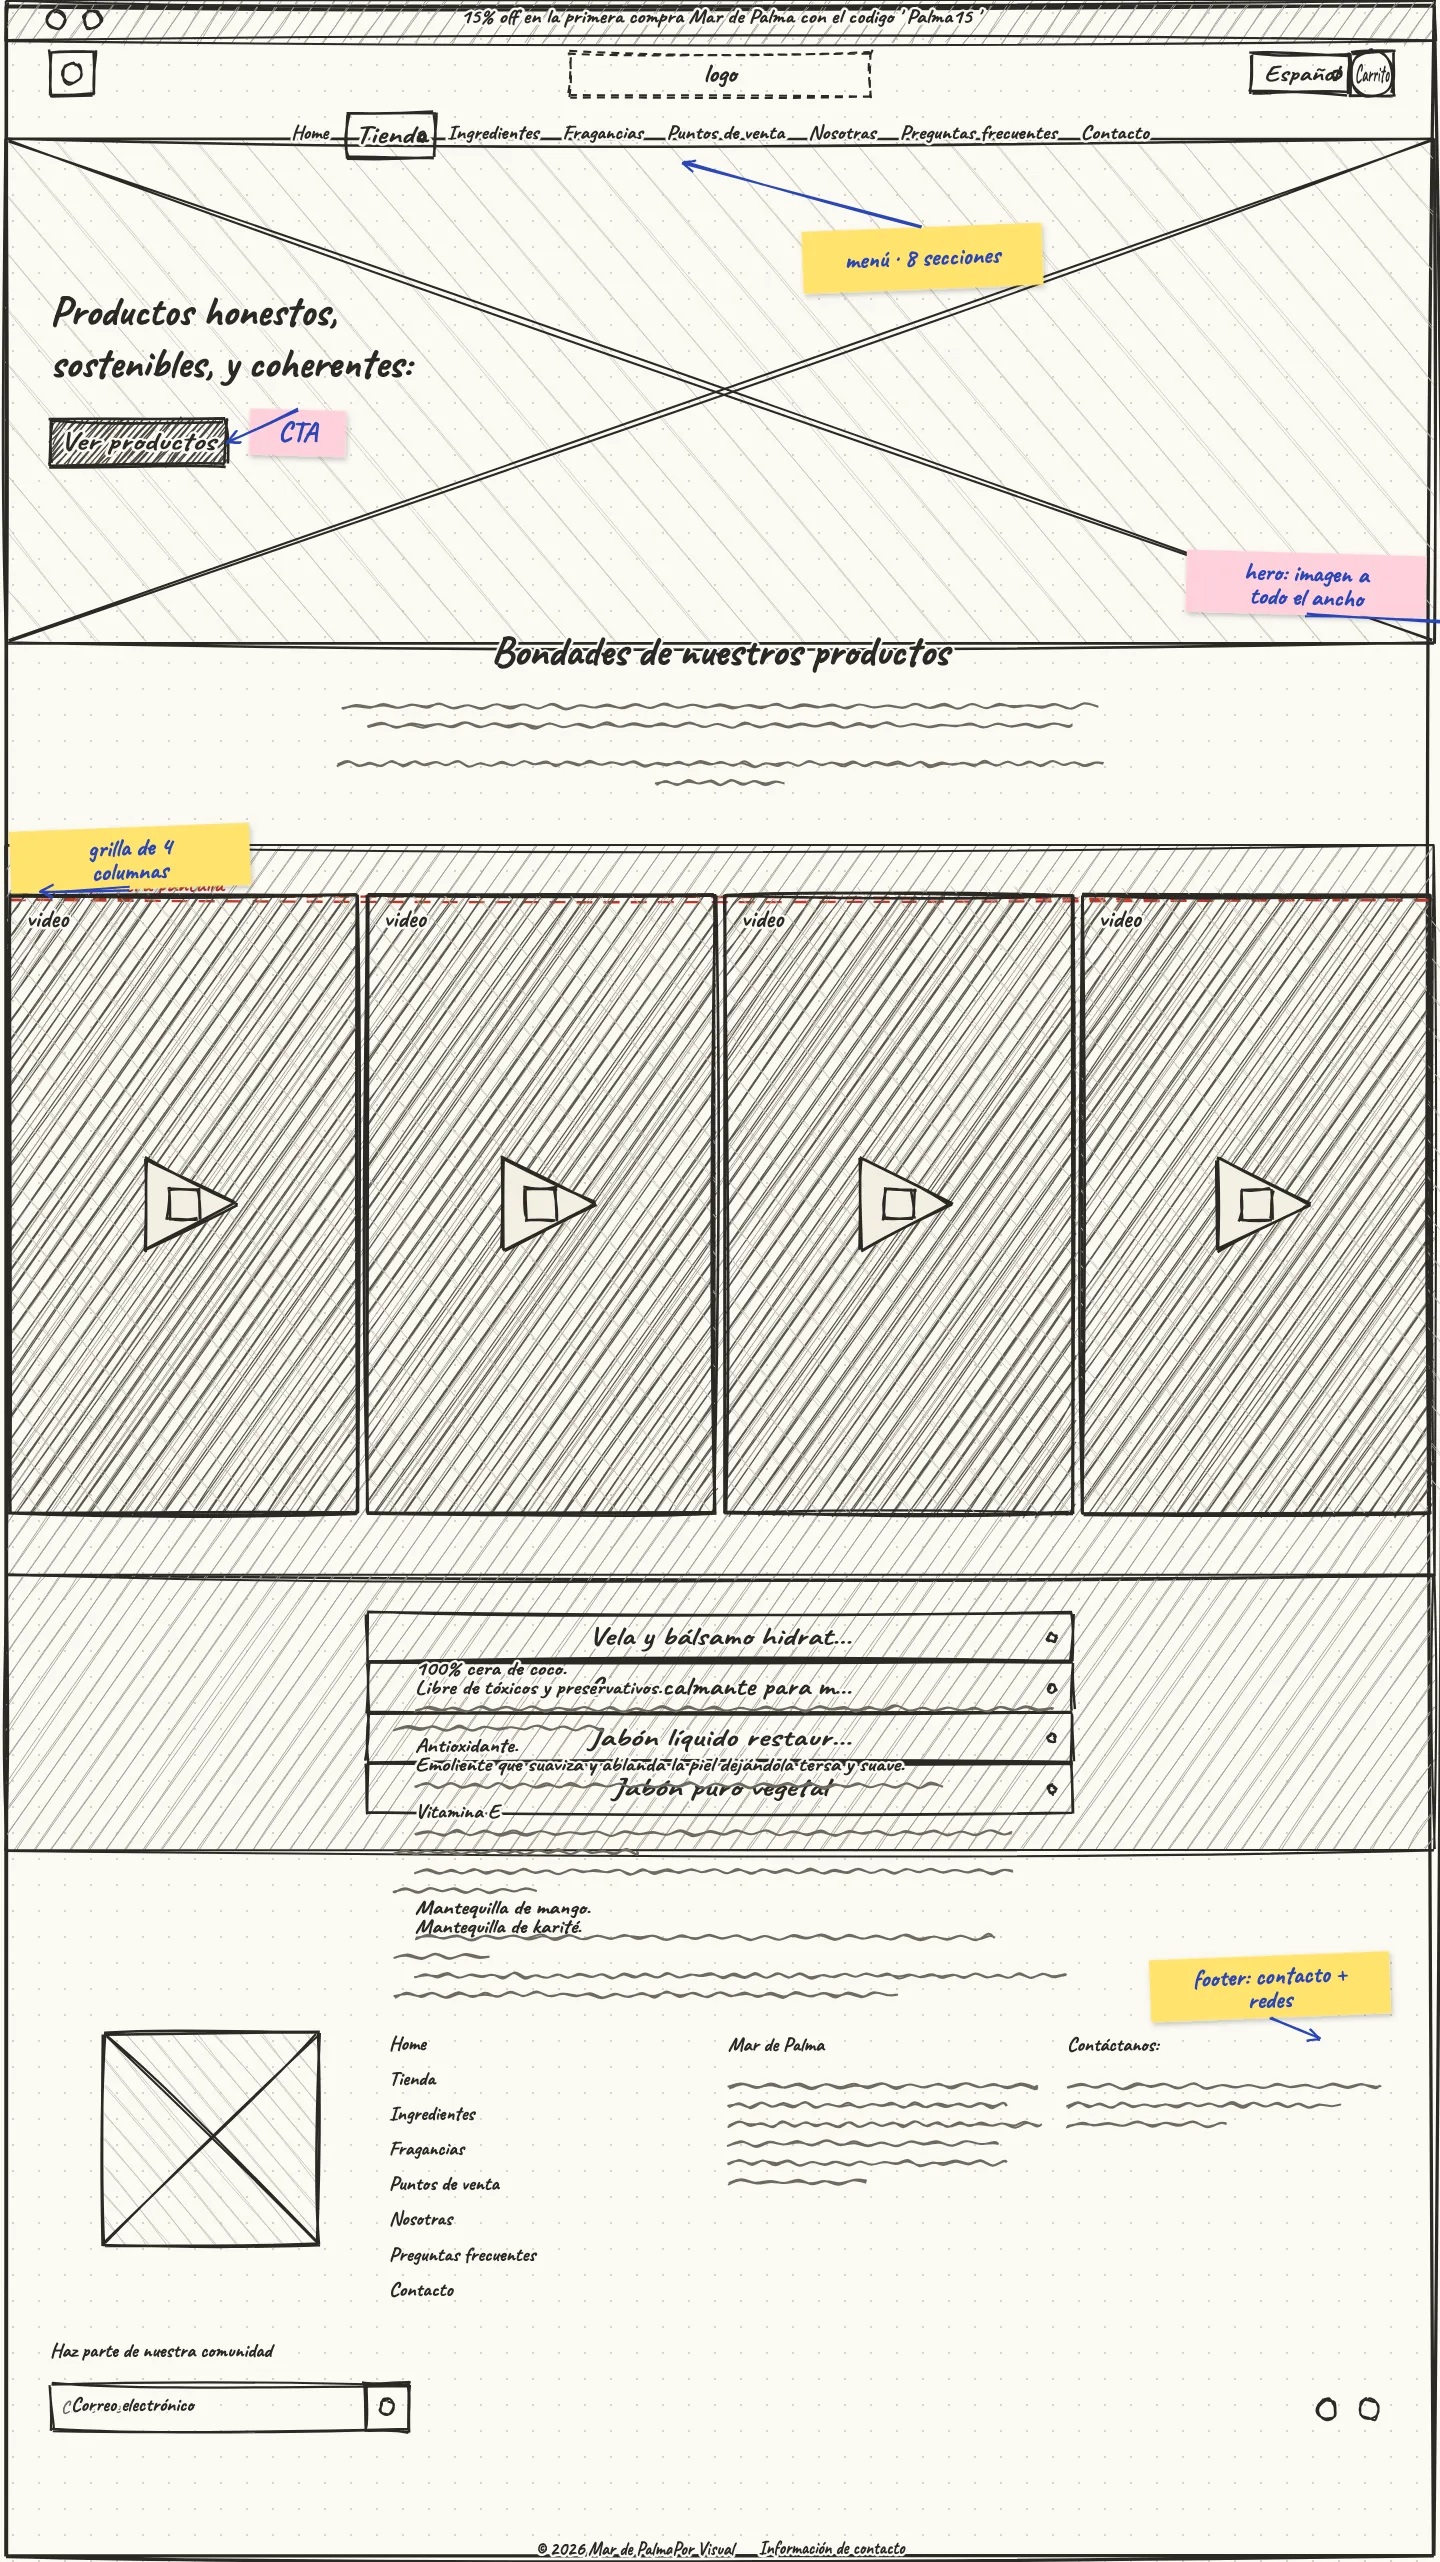 15% off en la primera compra Mar de Palma con el codigo 'Palma15'
logo
Español
Carrito
Home Tienda Ingredientes Fragancias Puntos de venta Nosotras Preguntas frecuentes Contacto
menú · 8 secciones
Productos honestos,
sostenibles, y coherentes:
Ver productos
CTA
hero: imagen a
todo el ancho
Bondades de nuestros productos
grilla de 4
columnas
video
video
video
video
Vela y bálsamo hidrat...
100% cera de coco.
Libre de tóxicos y preservativos.
calmante para m...
Jabón líquido restaur...
Antioxidante.
Emoliente que suaviza y ablanda la piel dejándola tersa y suave.
Jabón puro vegetal
Vitamina E
Mantequilla de mango.
Mantequilla de karité.
footer: contacto +
redes
Home
Tienda
Ingredientes
Fragancias
Puntos de venta
Nosotras
Preguntas frecuentes
Contacto
Mar de Palma
Contáctanos:
Haz parte de nuestra comunidad
Correo electrónico
© 2026 Mar de PalmaPor Visual Información de contacto